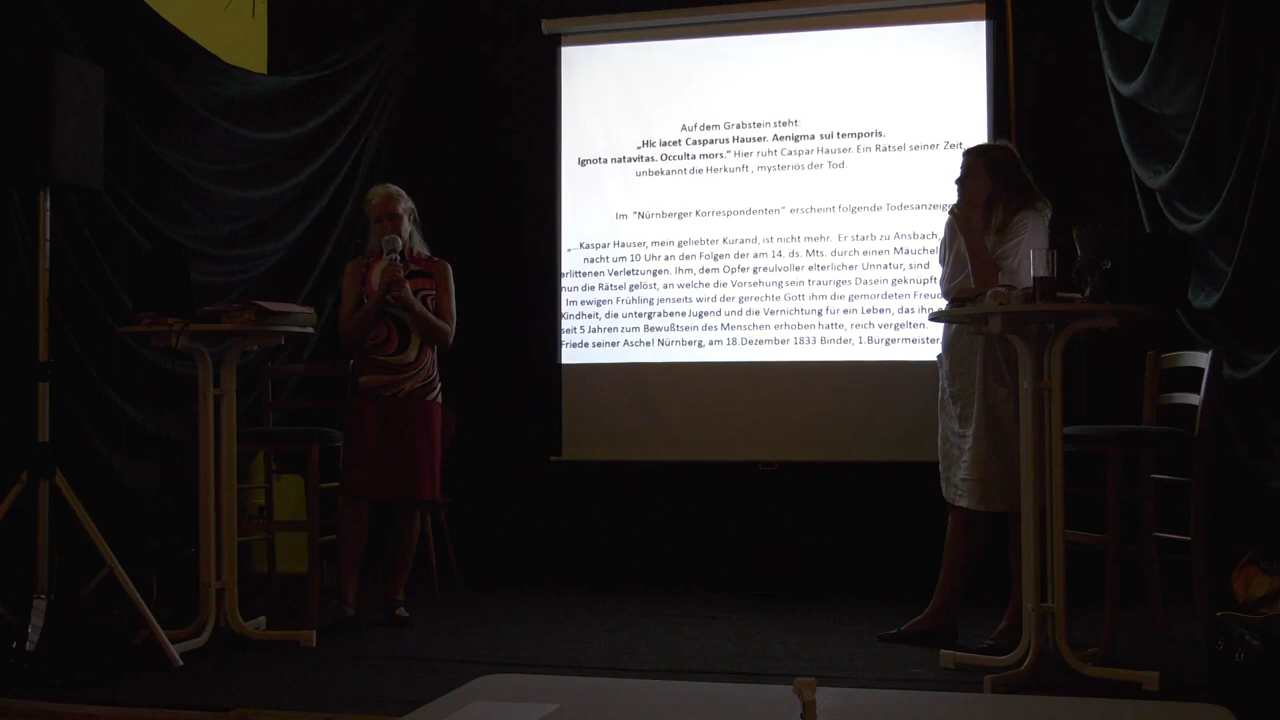 Auf dem Grabstein steht:
„Hic iacet Casparus Hauser. Aenigma sui temporis.
Ignota natavitas. Occulta mors.“ Hier ruht Caspar Hauser. Ein Rätsel seiner Zeit,
unbekannt die Herkunft, mysteriös der Tod.
Im "Nürnberger Korrespondenten" erscheint folgende Todesanzeige
„...Kaspar Hauser, mein geliebter Kurand, ist nicht mehr. Er starb zu Ansbach,
nacht um 10 Uhr an den Folgen der am 14. ds. Mts. durch einen Mauchel
erlittenen Verletzungen. Ihm, dem Opfer greulvoller elterlicher Unnatur, sind
nun die Rätsel gelöst, an welche die Vorsehung sein trauriges Dasein geknüpft
Im ewigen Frühling jenseits wird der gerechte Gott ihm die gemordeten Freud
Kindheit, die untergrabene Jugend und die Vernichtung für ein Leben, das ihn
seit 5 Jahren zum Bewußtsein des Menschen erhoben hatte, reich vergelten.
Friede seiner Asche! Nürnberg, am 18.Dezember 1833 Binder, 1.Bürgermeister.